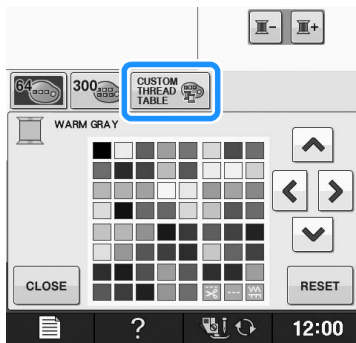 64
300
CUSTOM
THREAD
TABLE
WARM GRAY
CLOSE
RESET
?
12:00